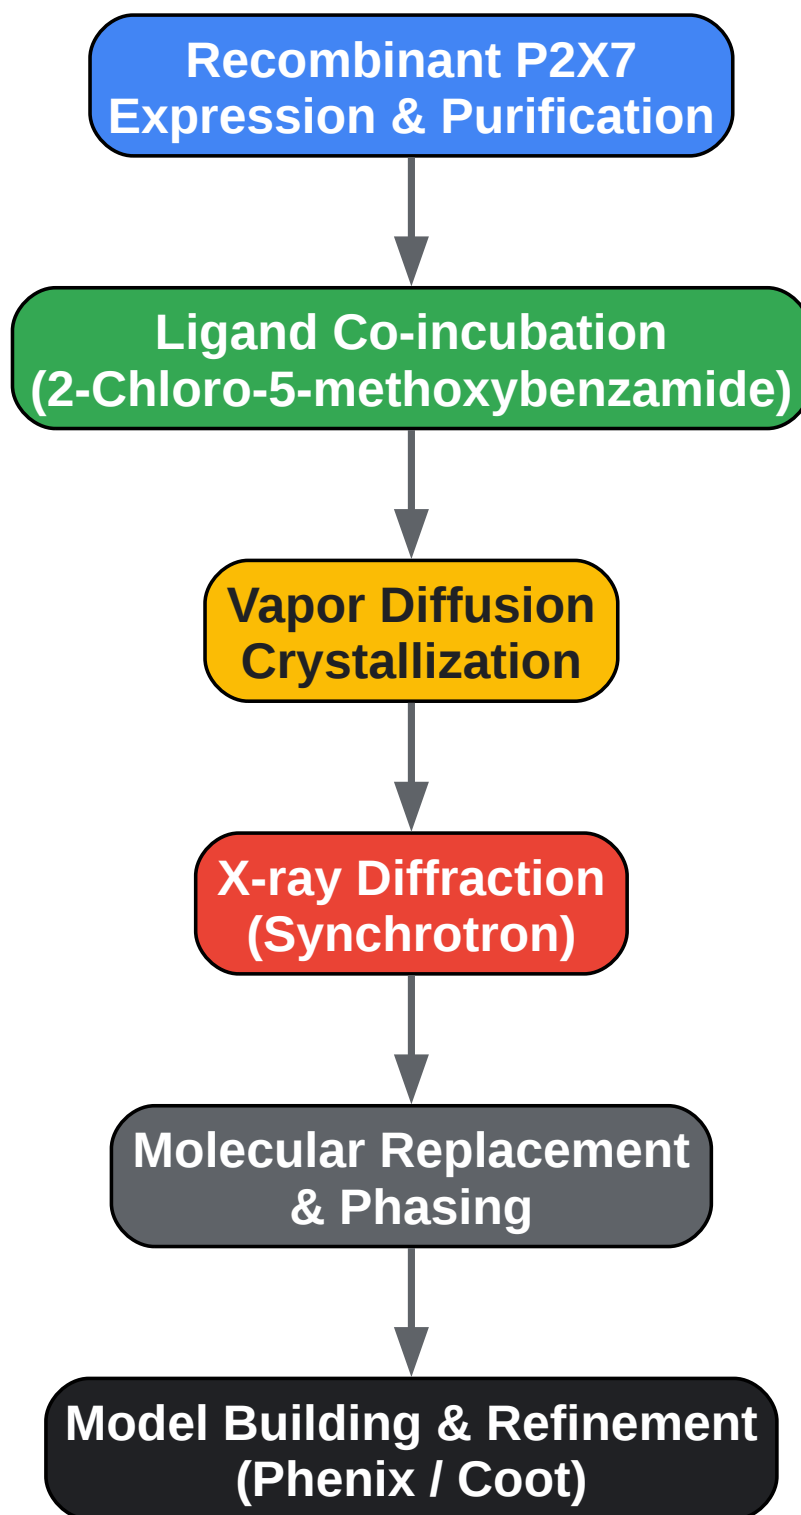 Recombinant P2X7
Expression & Purification
Ligand Co-incubation
(2-Chloro-5-methoxybenzamide)
Vapor Diffusion
Crystallization
X-ray Diffraction
(Synchrotron)
Molecular Replacement
& Phasing
Model Building & Refinement
(Phenix / Coot)